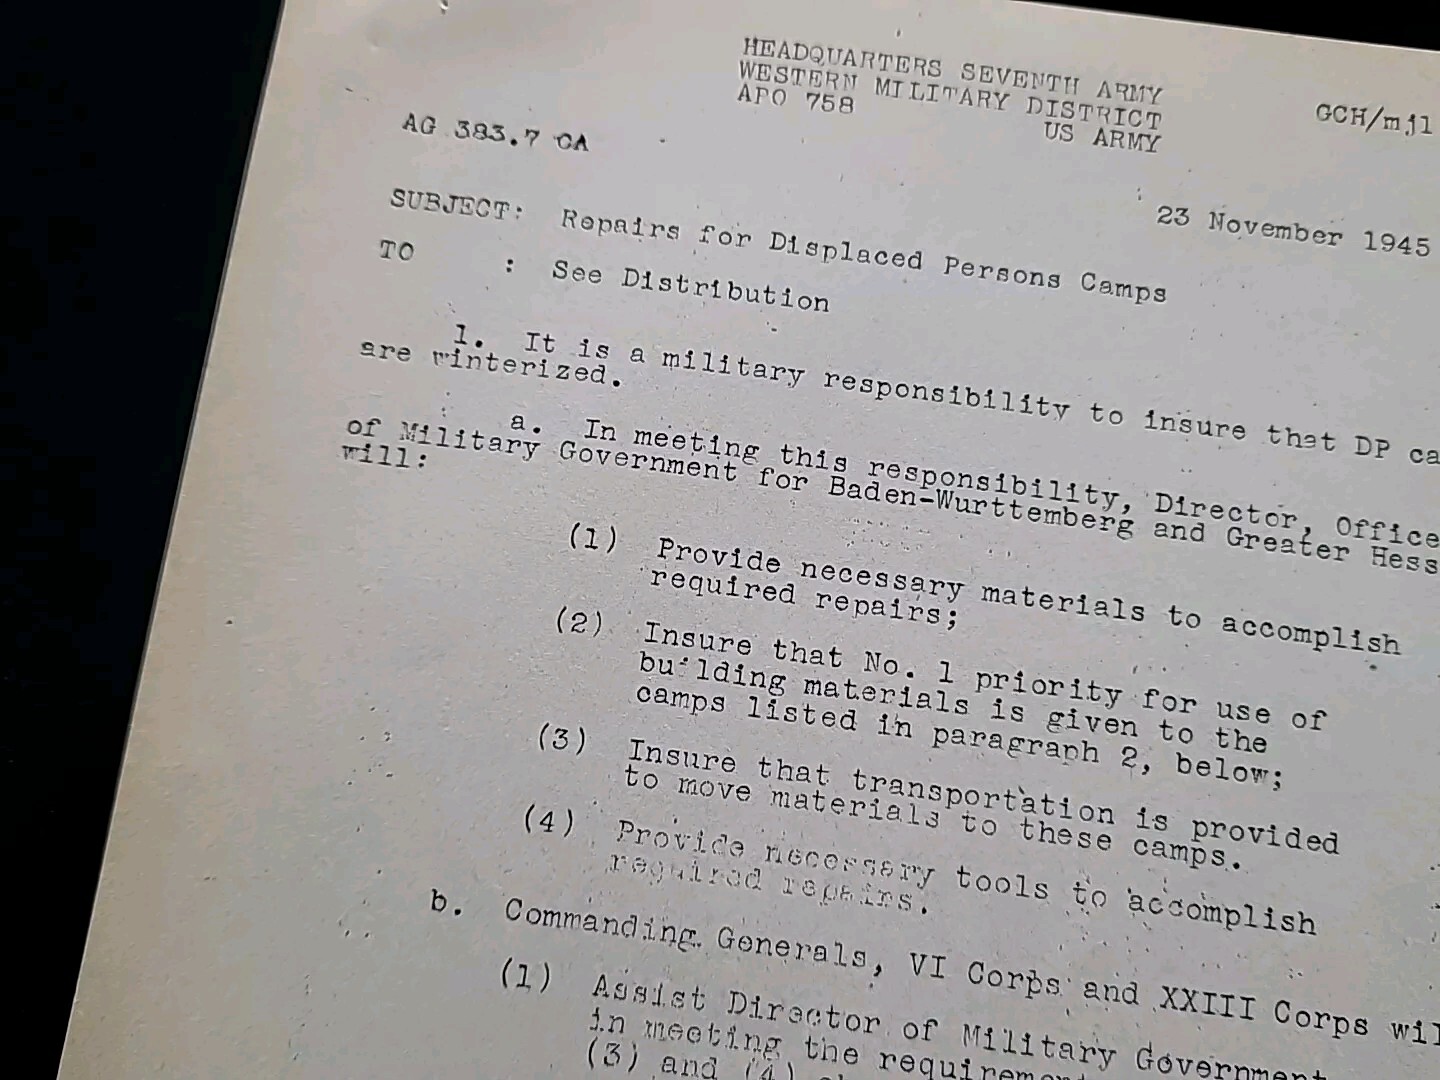 HEADQUARTERS SEVENTH ARMY
WESTERN MILITARY DISTRICT
APO 758 US ARMY
GCH/mjl
AG 383.7 CA
23 November 1945
SUBJECT: Repairs for Displaced Persons Camps
TO : See Distribution
1. It is a military responsibility to insure that DP ca
are winterized.
a. In meeting this responsibility, Director, Office
of Military Government for Baden-Wurttemberg and Greater Hess
will:
(1) Provide necessary materials to accomplish
required repairs;
(2) Insure that No. 1 priority for use of
building materials is given to the
camps listed in paragraph 2, below;
(3) Insure that transportation is provided
to move materials to these camps.
(4) Provide necessary tools to accomplish
required repairs.
b. Commanding Generals, VI Corps and XXIII Corps wil
(1) Assist Director of Military Government
in meeting the requirem
(3) and (4)